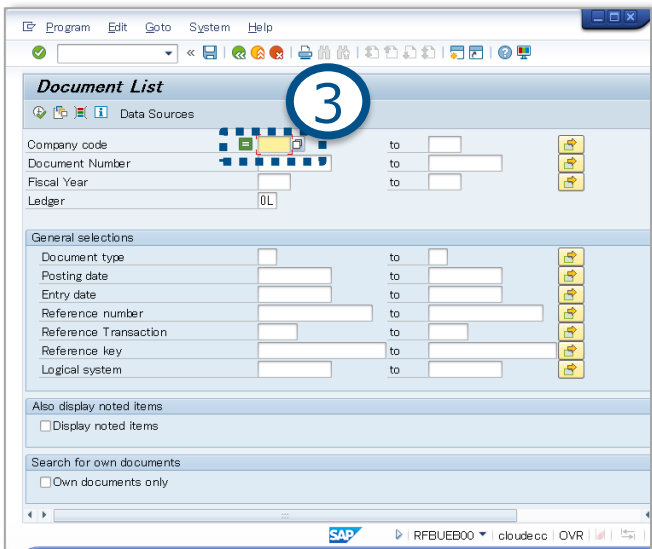 Program Edit Goto System Help
Document List
3
Data Sources
Company code to
Document Number to
Fiscal Year to
Ledger 0L
General selections
Document type to
Posting date to
Entry date to
Reference number to
Reference Transaction to
Reference key to
Logical system to
Also display noted items
Display noted items
Search for own documents
Own documents only
SAP RFBUEB00 cloudecc OVR